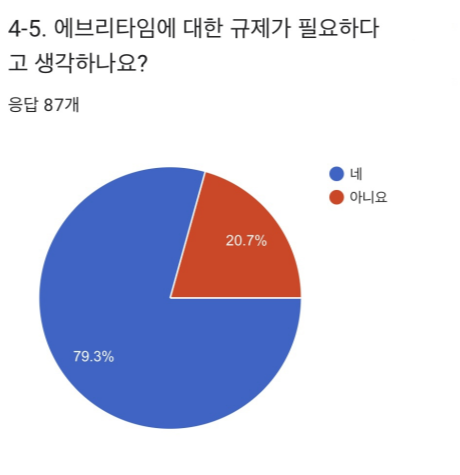 4-5. 에브리타임에 대한 규제가 필요하다
고 생각하나요?
응답 87개
네
아니요
20.7%
79.3%